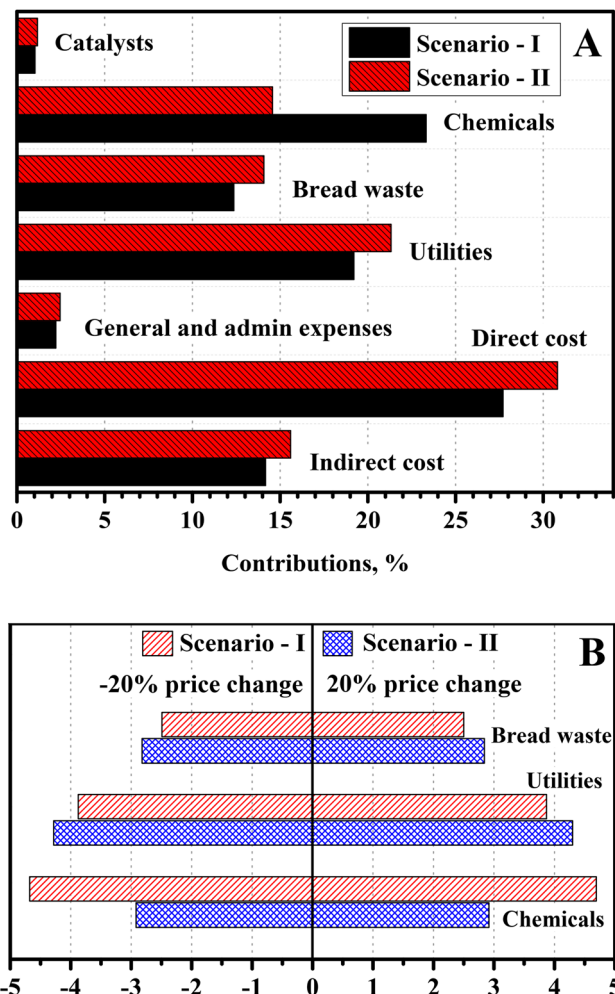 A
Scenario - I
Scenario - II
Catalysts
Chemicals
Bread waste
Utilities
General and admin expenses
Direct cost
Indirect cost
0 5 10 15 20 25 30
Contributions, %
B
Scenario - I Scenario - II
-20% price change 20% price change
Bread waste
Utilities
Chemicals
-5 -4 -3 -2 -1 0 1 2 3 4 5